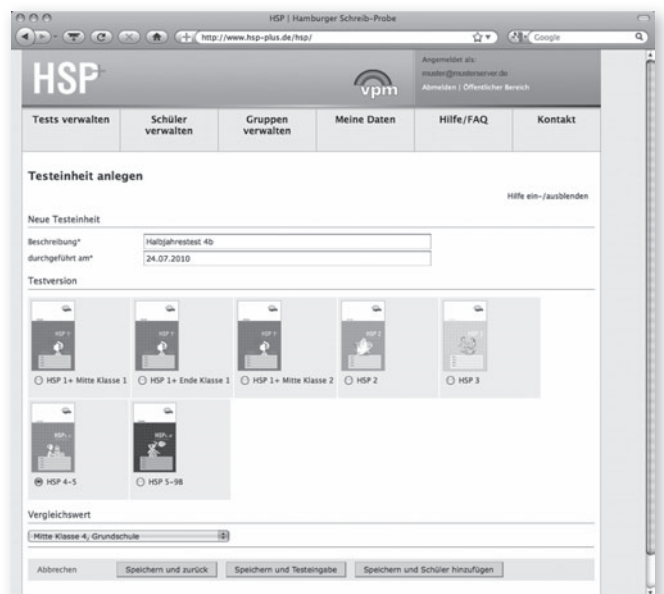 HSP | Hamburger Schreib-Probe
http://www.hsp-plus.de/hsp/
Google
HSP+
vpm
Angemeldet als:
muster@musterserver.de
Abmelden | Öffentlicher Bereich
Tests verwalten
Schüler verwalten
Gruppen verwalten
Meine Daten
Hilfe/FAQ
Kontakt
Testeinheit anlegen
Hilfe ein-/ausblenden
Neue Testeinheit
Beschreibung* Halbjahrestest 4b
durchgeführt am* 24.07.2010
Testversion
HSP 1+ Mitte Klasse 1
HSP 1+ Ende Klasse 1
HSP 1+ Mitte Klasse 2
HSP 2
HSP 3
HSP 4-5
HSP 5-9B
Vergleichswert
Mitte Klasse 4, Grundschule
Abbrechen
Speichern und zurück
Speichern und Testeingabe
Speichern und Schüler hinzufügen